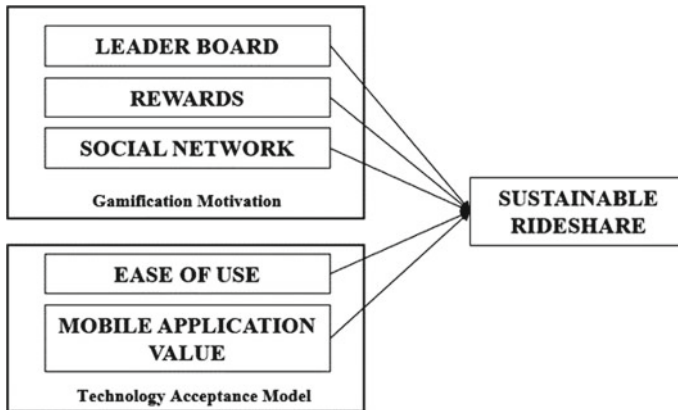 LEADER BOARD
REWARDS
SOCIAL NETWORK
Gamification Motivation
SUSTAINABLE
RIDESHARE
EASE OF USE
MOBILE APPLICATION
VALUE
Technology Acceptance Model